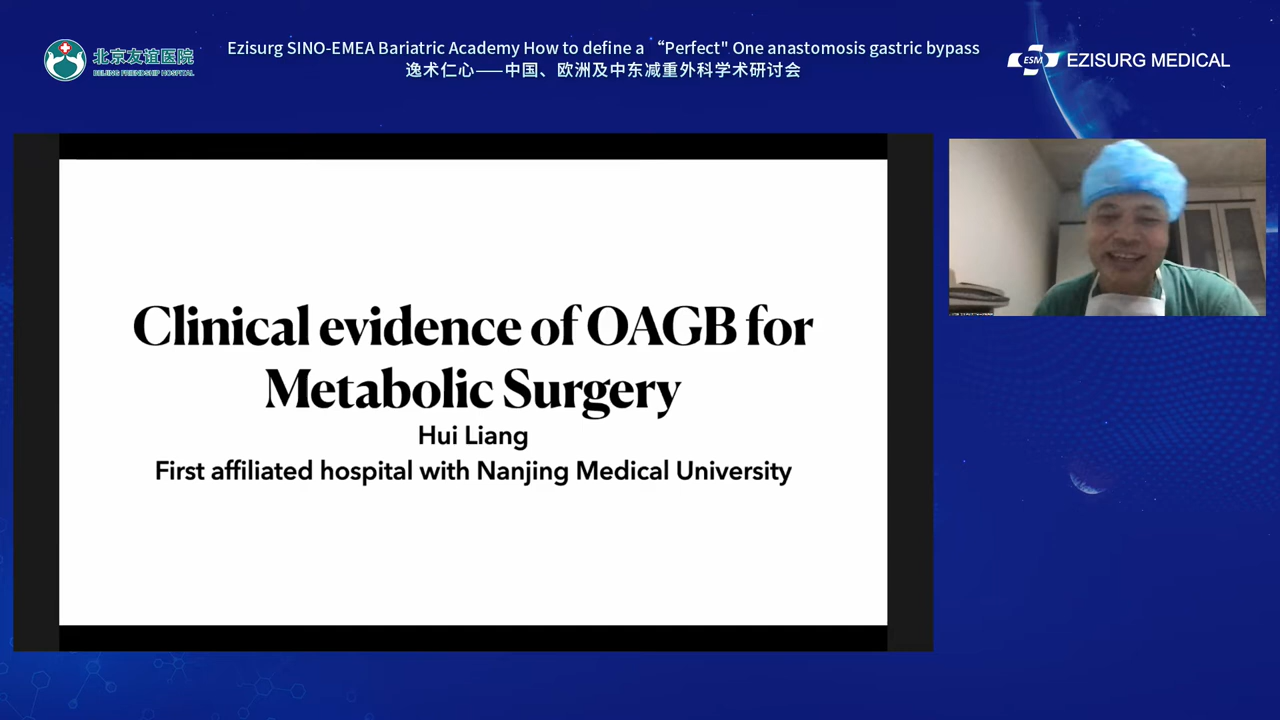 北京友谊医院
BEIJING FRIENDSHIP HOSPITAL
Ezisurg SINO-EMEA Bariatric Academy How to define a “Perfect" One anastomosis gastric bypass
逸术仁心——中国、欧洲及中东减重外科学术研讨会
ESM EZISURG MEDICAL
Clinical evidence of OAGB for
Metabolic Surgery
Hui Liang
First affiliated hospital with Nanjing Medical University